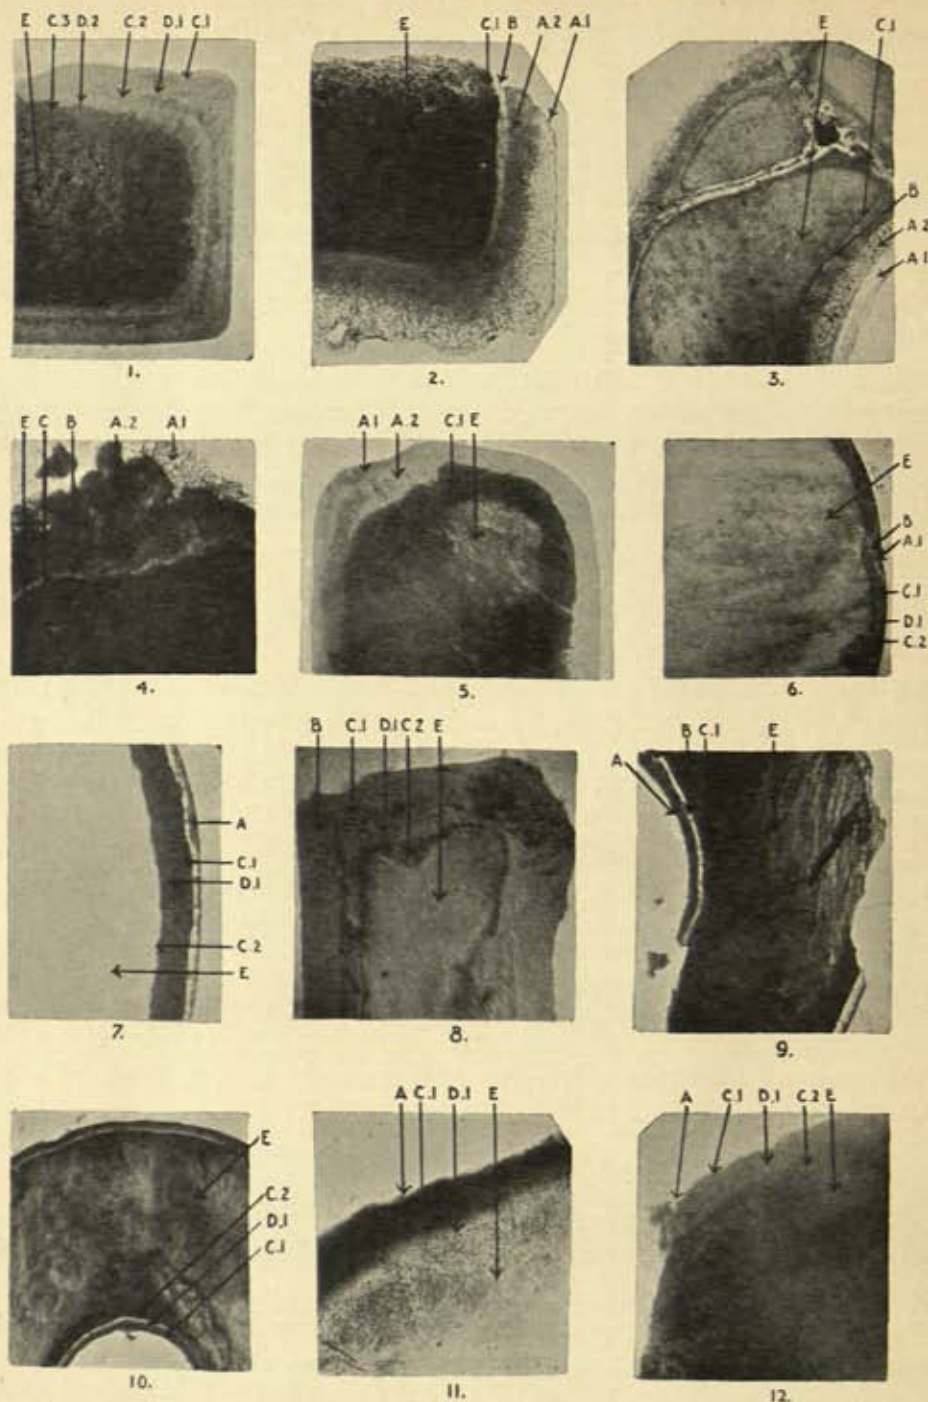 E C.3 D.2 C.2 D.1 C.1
1.
E C.1 B A.2 A.1
2.
E C.1
B
A.2
A.1
3.
E C B A.2 A.1
4.
A.1 A.2 C.1 E
5.
E
B
A.1
C.1
D.1
C.2
6.
A
C.1
D.1
C.2
E
7.
B C.1 D.1 C.2 E
8.
B C.1 E
A
9.
E
C.2
D.1
C.1
10.
A C.1 D.1 E
11.
A C.1 D.1 C.2 E
12.